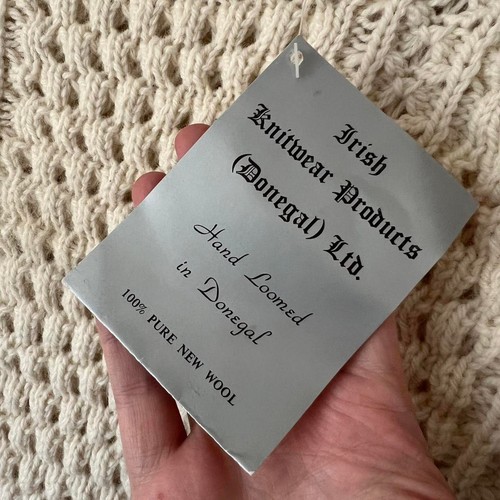 Irish
Knitwear Products
(Donegal) Ltd.
Hand Loomed
in Donegal
100% PURE NEW WOOL